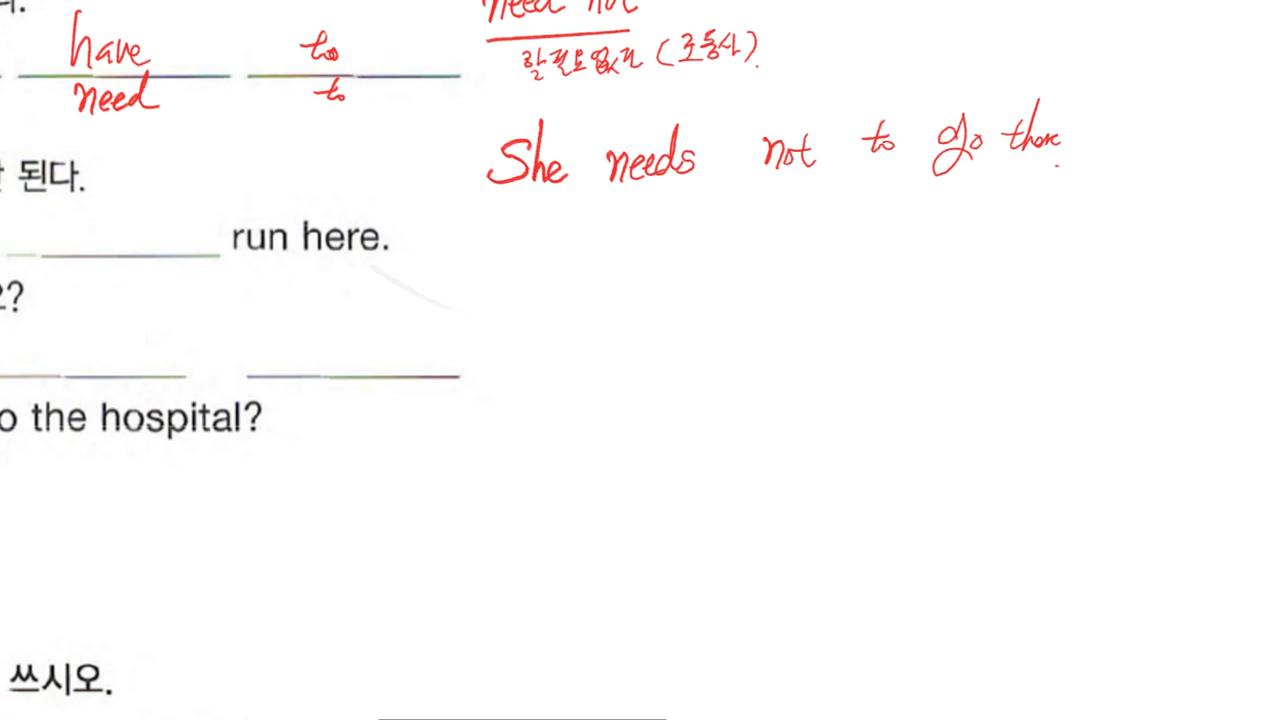 need not
have to
할 필요 없다 (조동사).
need to
She needs not to go there.
된다.
run here.
?
the hospital?
쓰시오.